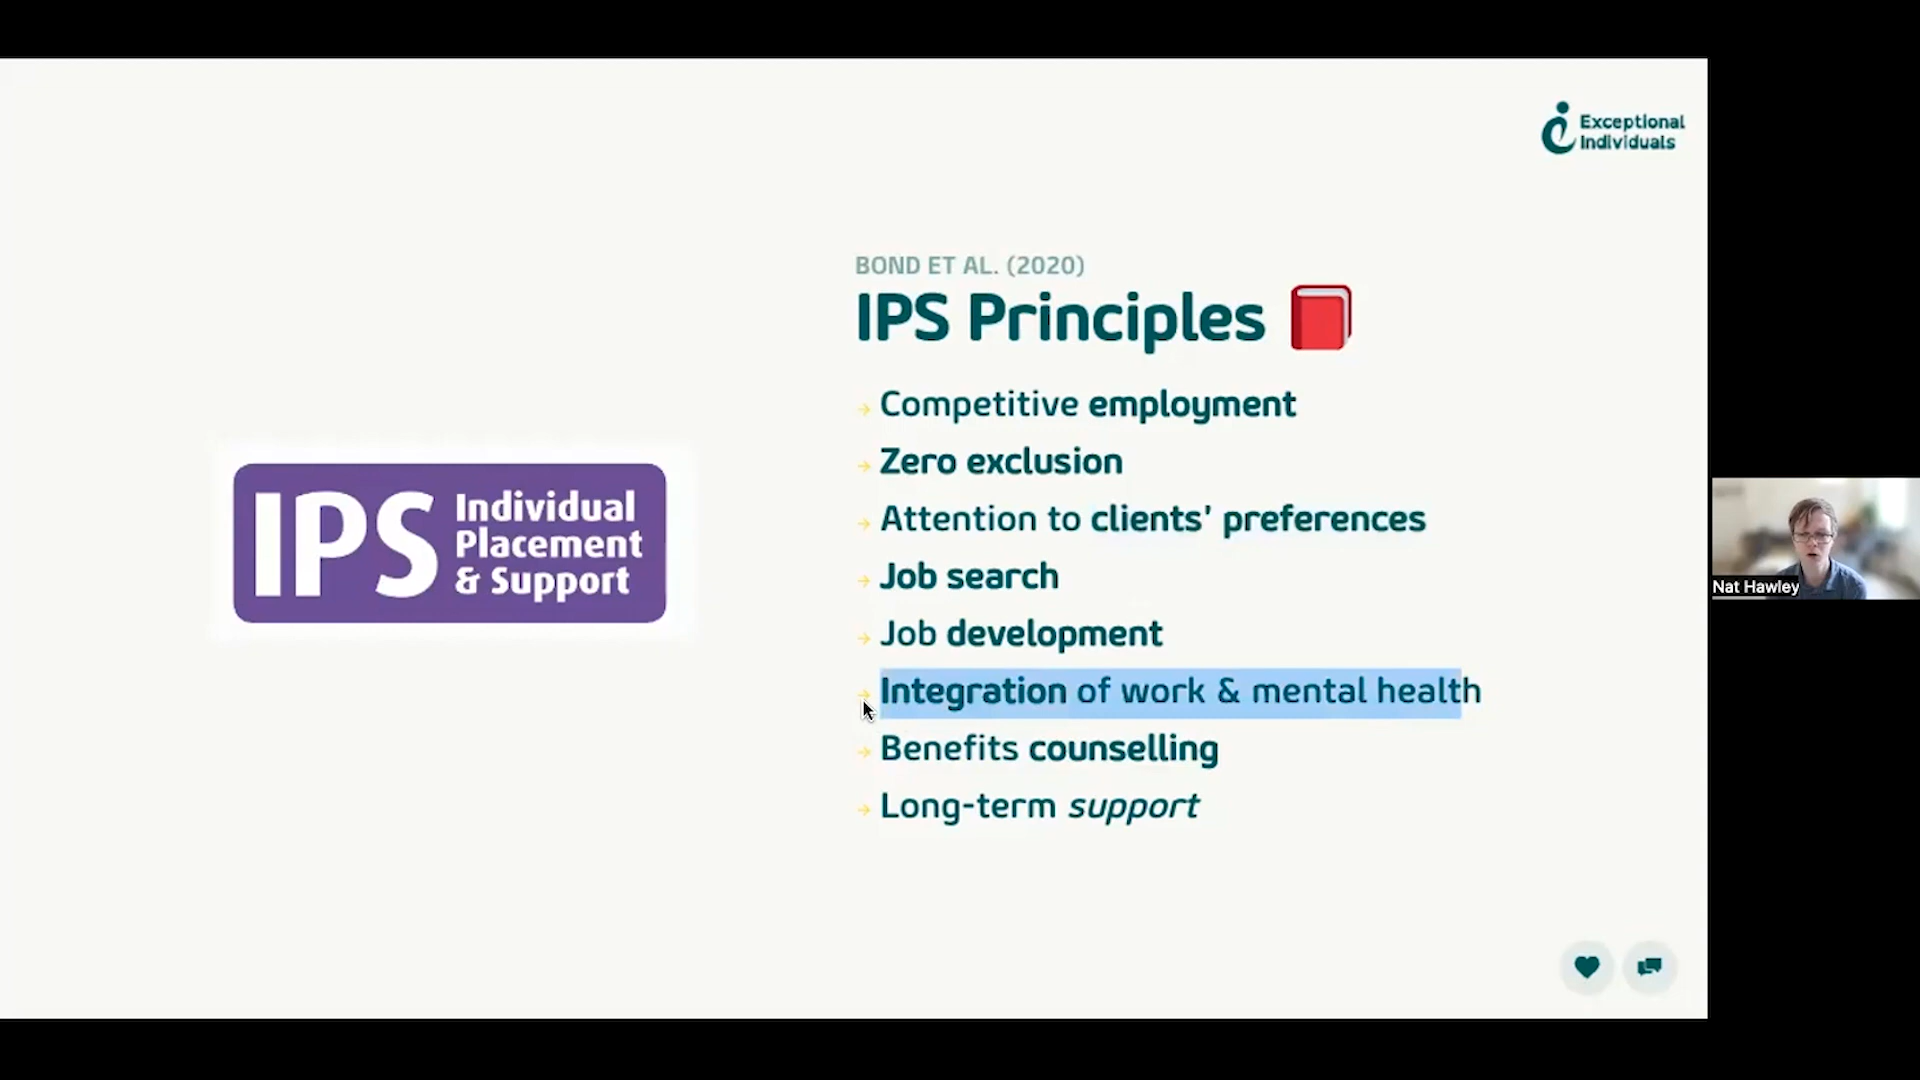 Exceptional
Individuals
BOND ET AL. (2020)
IPS Principles
Competitive employment
Zero exclusion
Attention to clients' preferences
Job search
Job development
Integration of work & mental health
Benefits counselling
Long-term support
IPS Individual
Placement
& Support
Nat Hawley